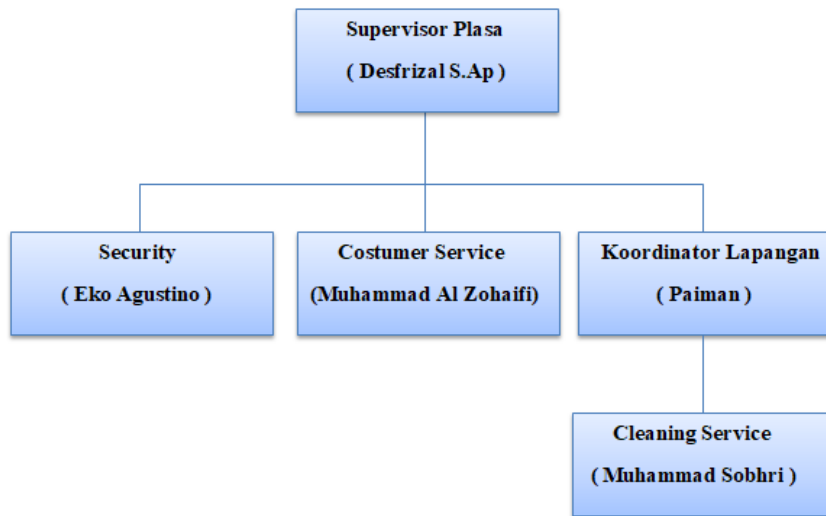 Supervisor Plasa
( Desfrizal S.Ap )
Security
( Eko Agustino )
Costumer Service
(Muhammad Al Zohaifi)
Koordinator Lapangan
( Paiman )
Cleaning Service
( Muhammad Sobhri )